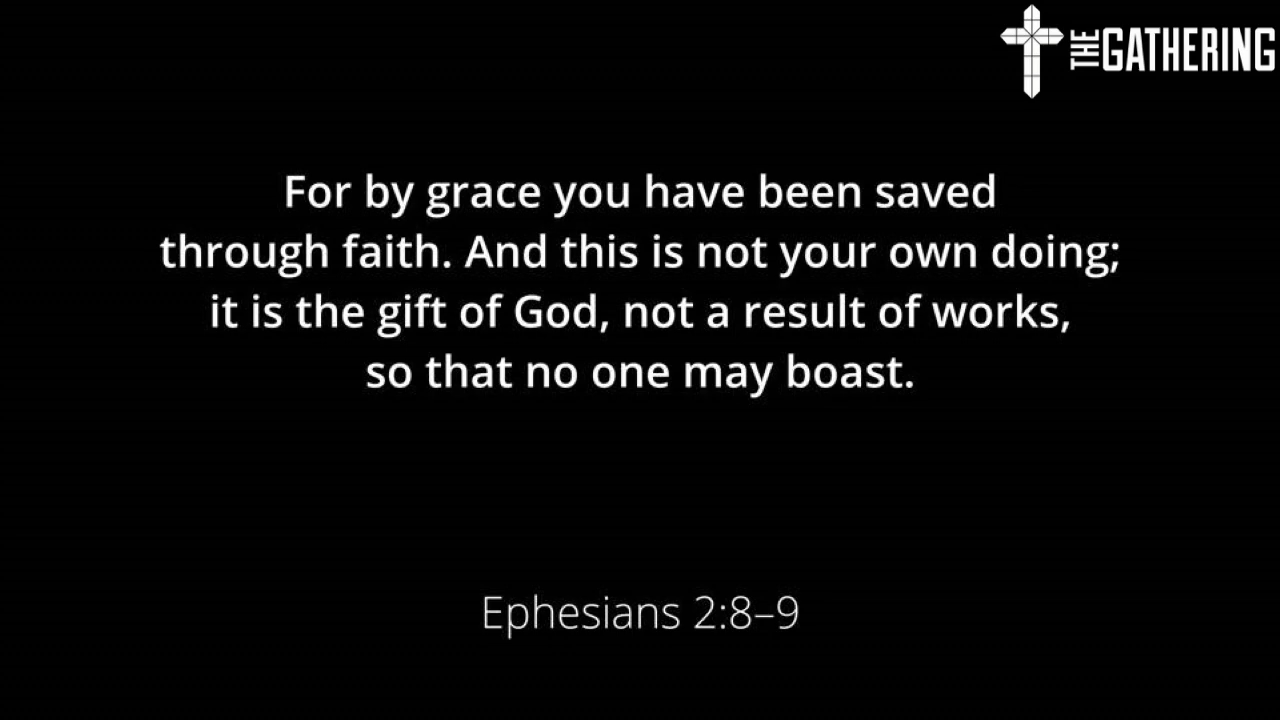 THE GATHERING
For by grace you have been saved
through faith. And this is not your own doing;
it is the gift of God, not a result of works,
so that no one may boast.
Ephesians 2:8–9